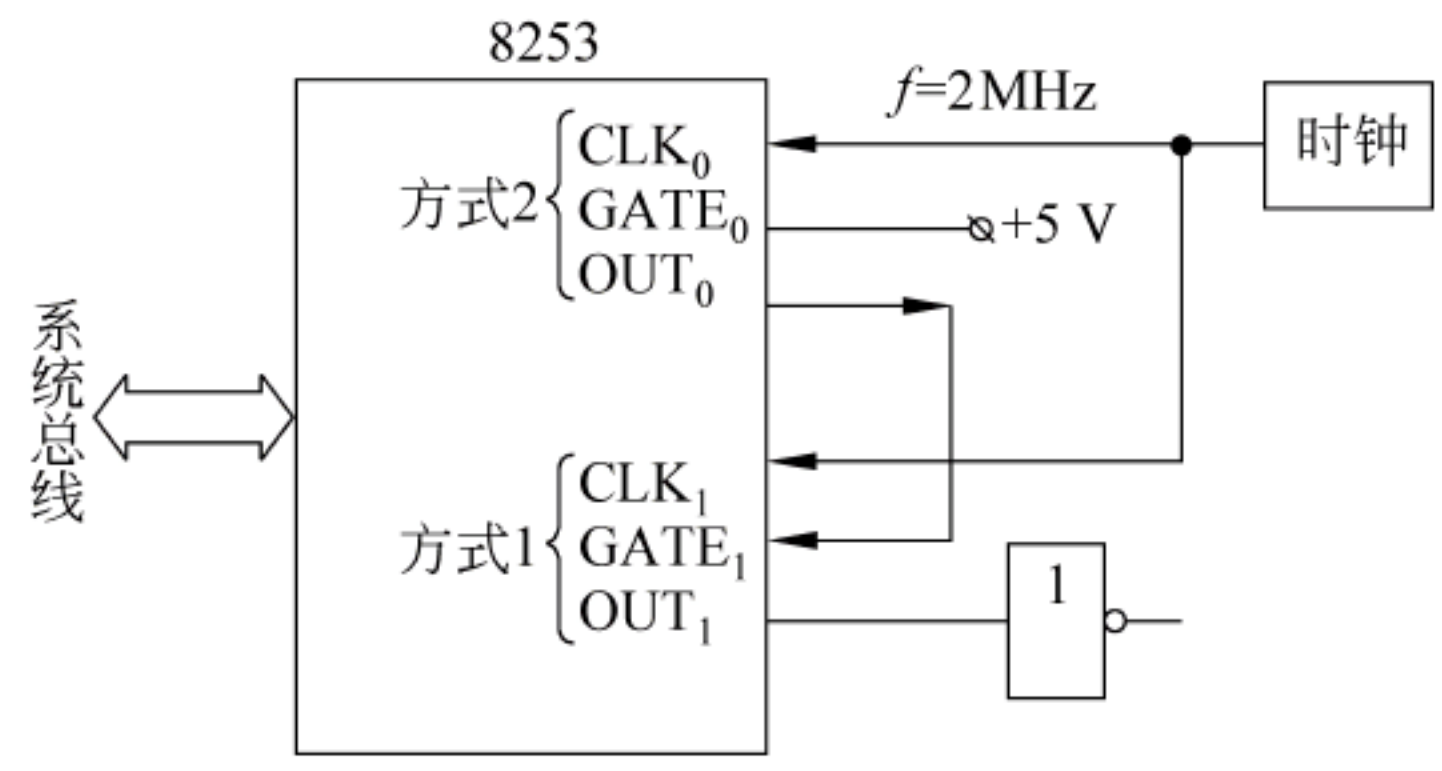 8253
f=2MHz
时钟
方式2
CLK₀
GATE₀
OUT₀
+5 V
系统总线
方式1
CLK₁
GATE₁
OUT₁
1